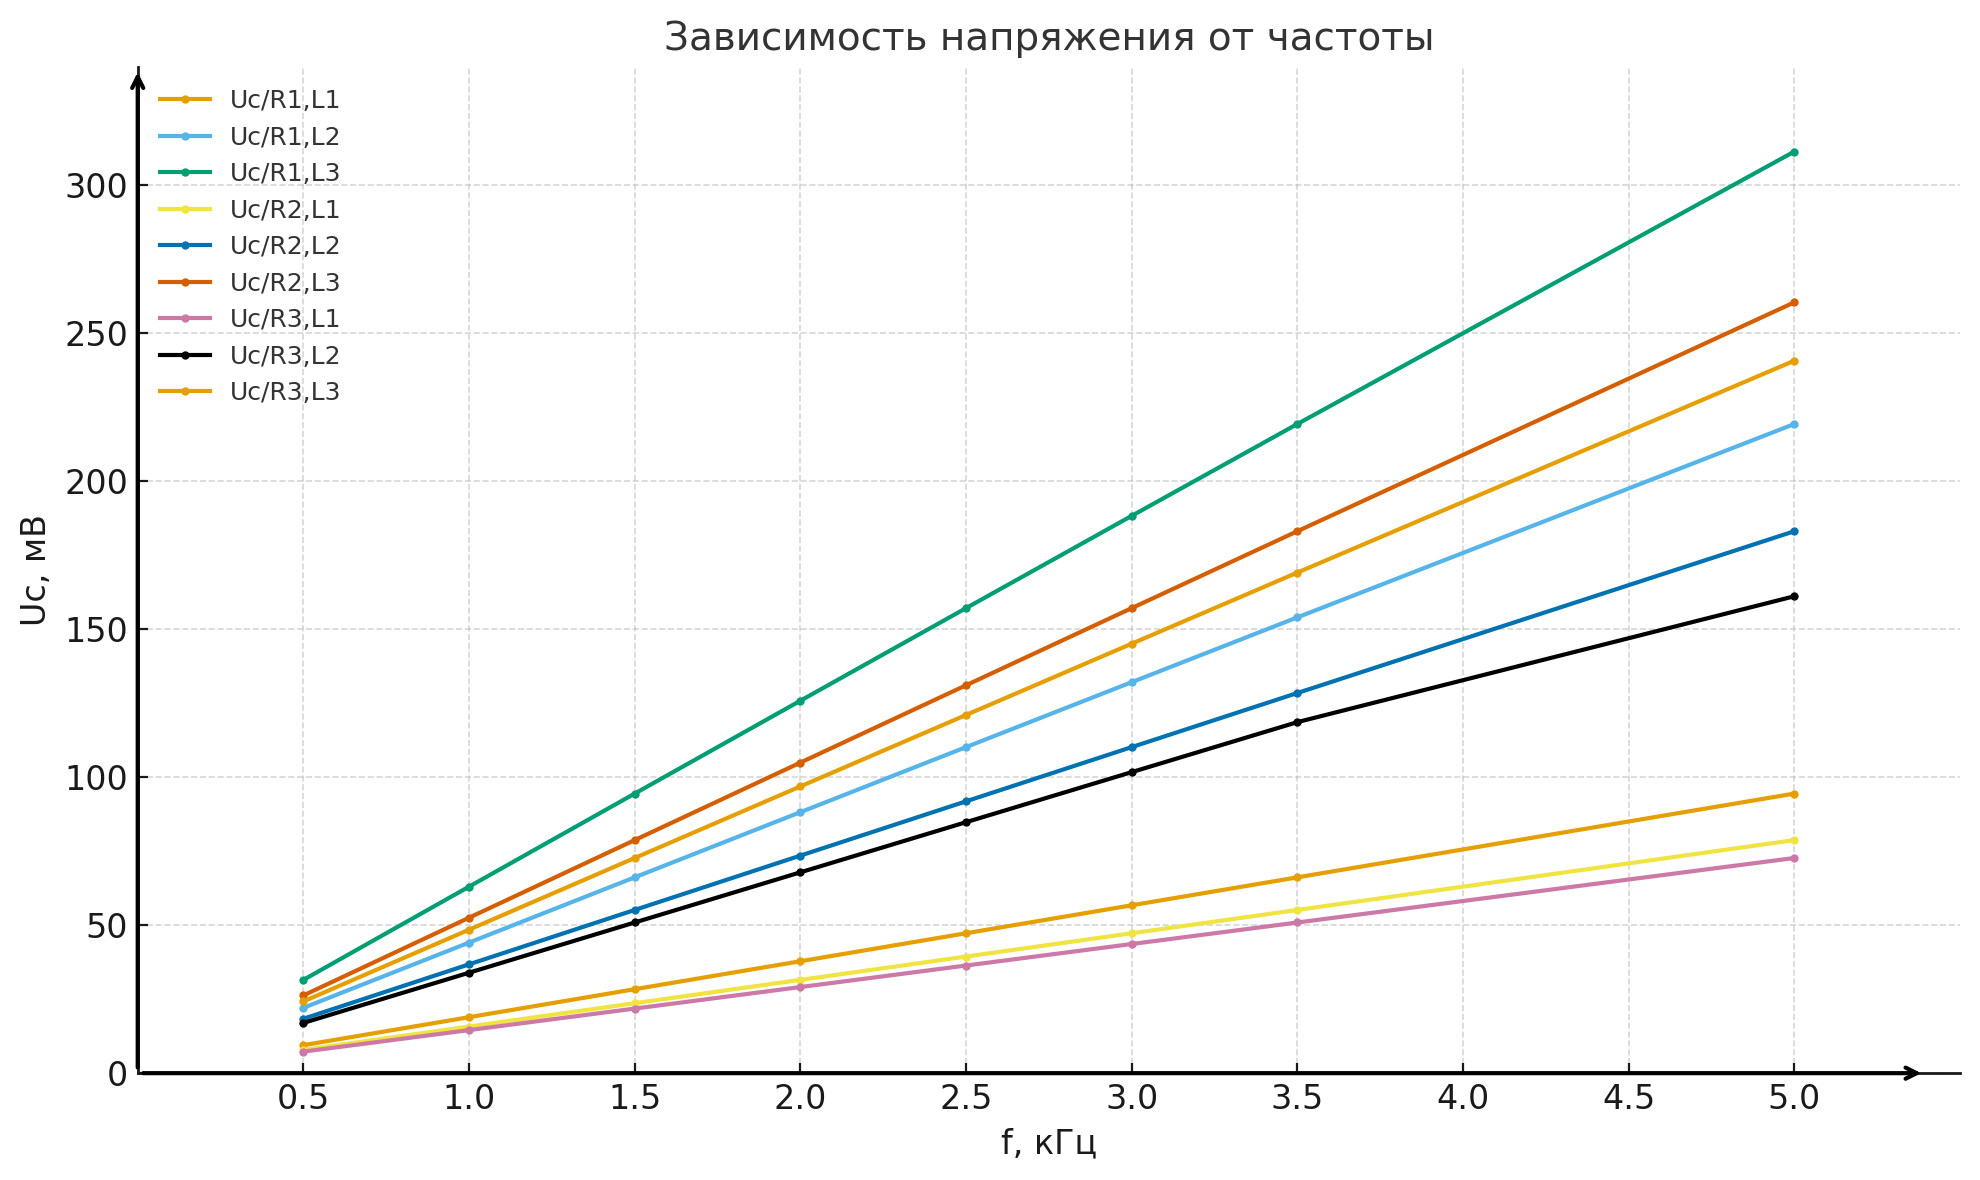 Зависимость напряжения от частоты
Uc/R1,L1
Uc/R1,L2
Uc/R1,L3
Uc/R2,L1
Uc/R2,L2
Uc/R2,L3
Uc/R3,L1
Uc/R3,L2
Uc/R3,L3
Uc, мВ
300
250
200
150
100
50
0
0.5 1.0 1.5 2.0 2.5 3.0 3.5 4.0 4.5 5.0
f, кГц